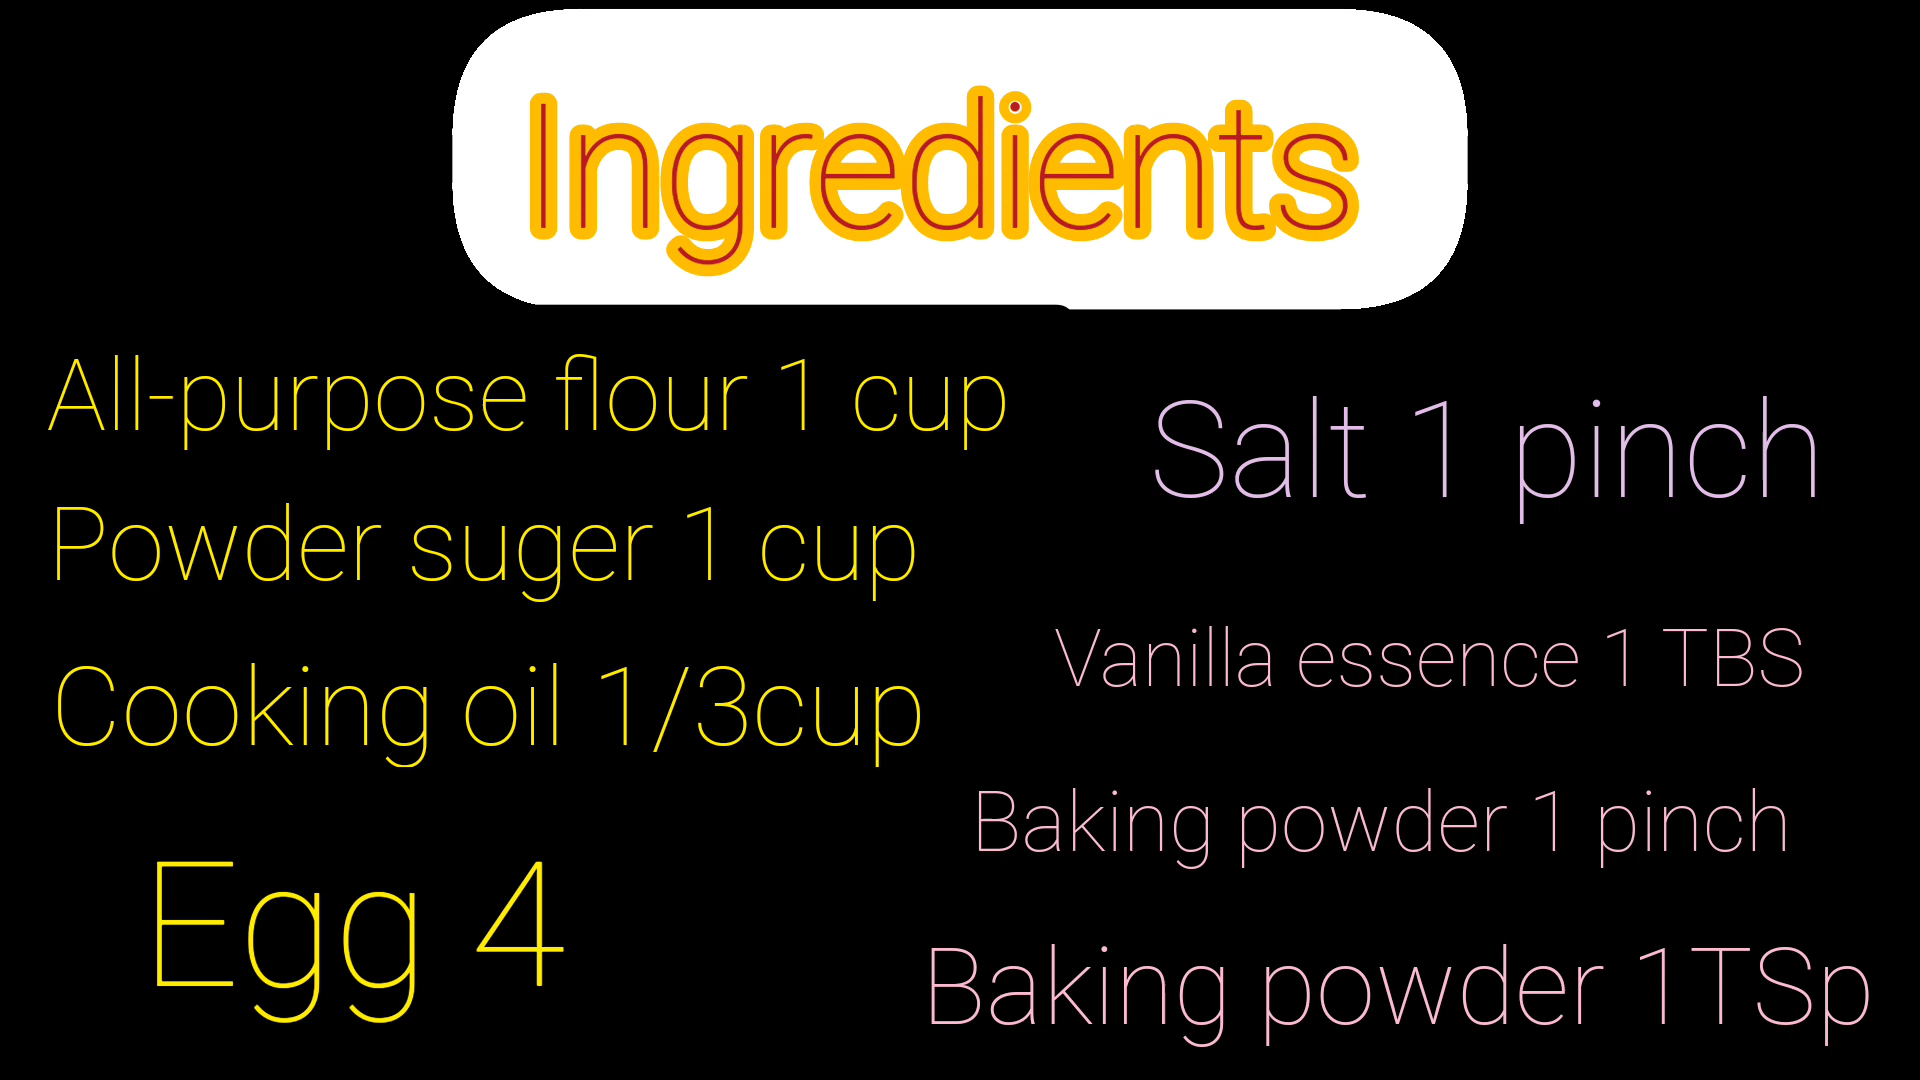 Ingredients
All-purpose flour 1 cup
Powder suger 1 cup
Cooking oil 1/3cup
Egg 4
Salt 1 pinch
Vanilla essence 1 TBS
Baking powder 1 pinch
Baking powder 1TSp